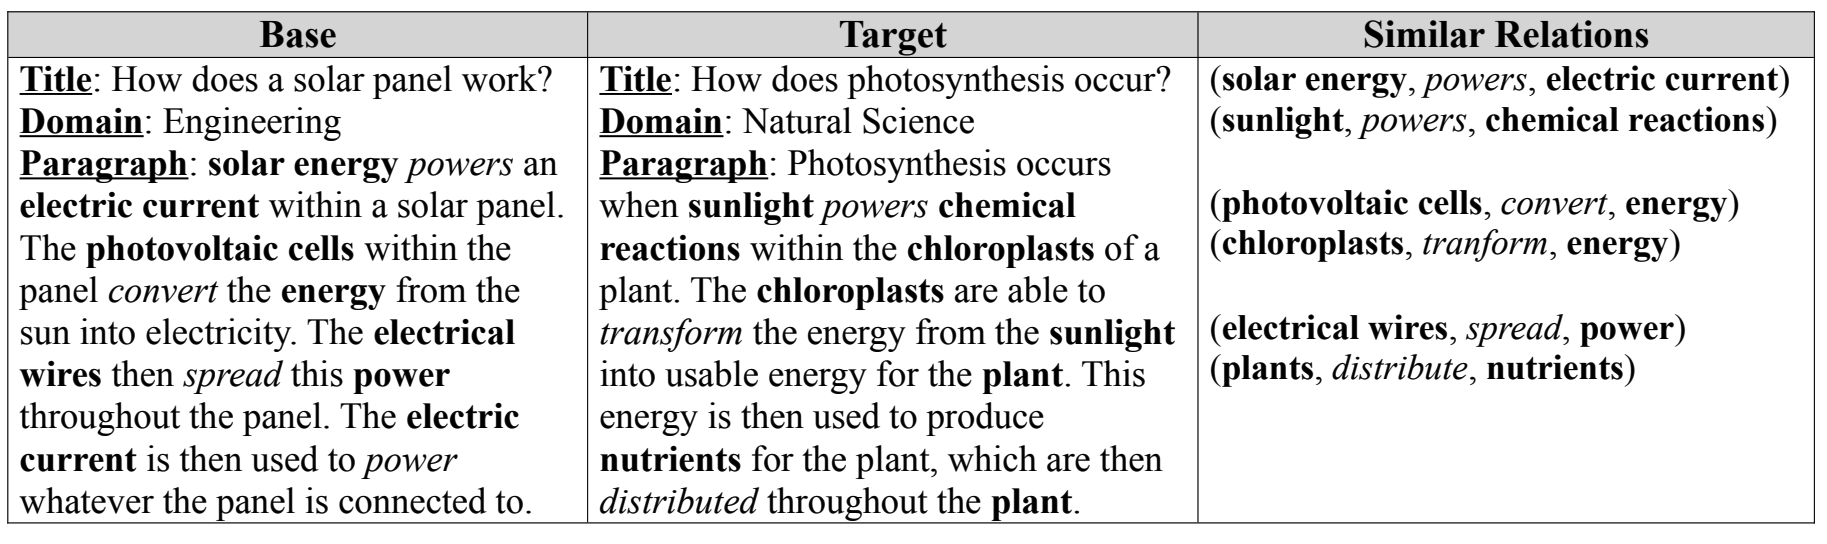 Base
Target
Similar Relations
Title: How does a solar panel work?
Domain: Engineering
Paragraph: solar energy powers an
electric current within a solar panel.
The photovoltaic cells within the
panel convert the energy from the
sun into electricity. The electrical
wires then spread this power
throughout the panel. The electric
current is then used to power
whatever the panel is connected to.
Title: How does photosynthesis occur?
Domain: Natural Science
Paragraph: Photosynthesis occurs
when sunlight powers chemical
reactions within the chloroplasts of a
plant. The chloroplasts are able to
transform the energy from the sunlight
into usable energy for the plant. This
energy is then used to produce
nutrients for the plant, which are then
distributed throughout the plant.
(solar energy, powers, electric current)
(sunlight, powers, chemical reactions)
(photovoltaic cells, convert, energy)
(chloroplasts, tranform, energy)
(electrical wires, spread, power)
(plants, distribute, nutrients)